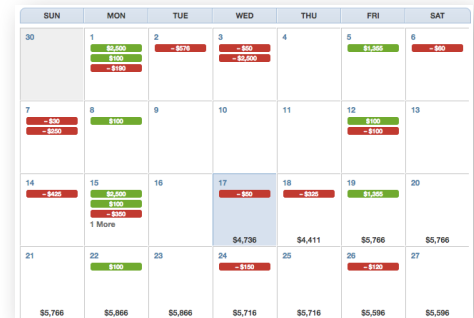 SUN MON TUE WED THU FRI SAT
30 1 2 3 4 5 6
$2,500 – $576 – $50 $1,355 – $60
$100 – $2,500
– $190
7 8 9 10 11 12 13
– $30 $100 $100
– $250 – $100
14 15 16 17 18 19 20
– $425 $2,500 – $50 – $325 $1,355
$100
– $350
1 More
$4,736 $4,411 $5,766 $5,766
21 22 23 24 25 26 27
$100 – $150 – $120
$5,766 $5,866 $5,866 $5,716 $5,716 $5,596 $5,596